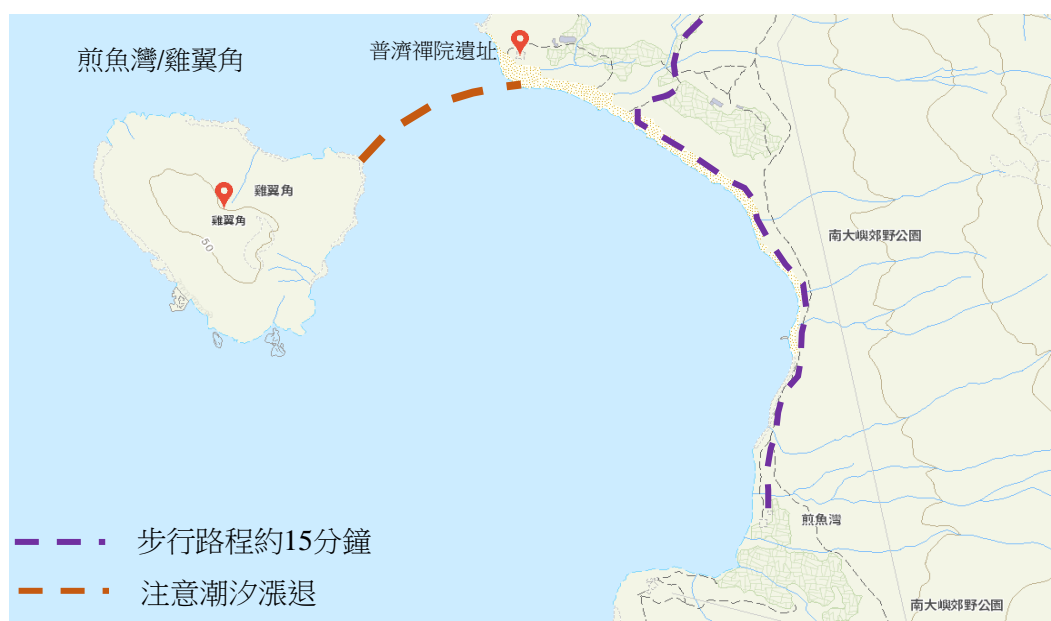 煎魚灣/雞翼角
普濟禪院遺址
雞翼角
雞翼角
50
南大嶼郊野公園
煎魚灣
步行路程約15分鐘
注意潮汐漲退
南大嶼郊野公園